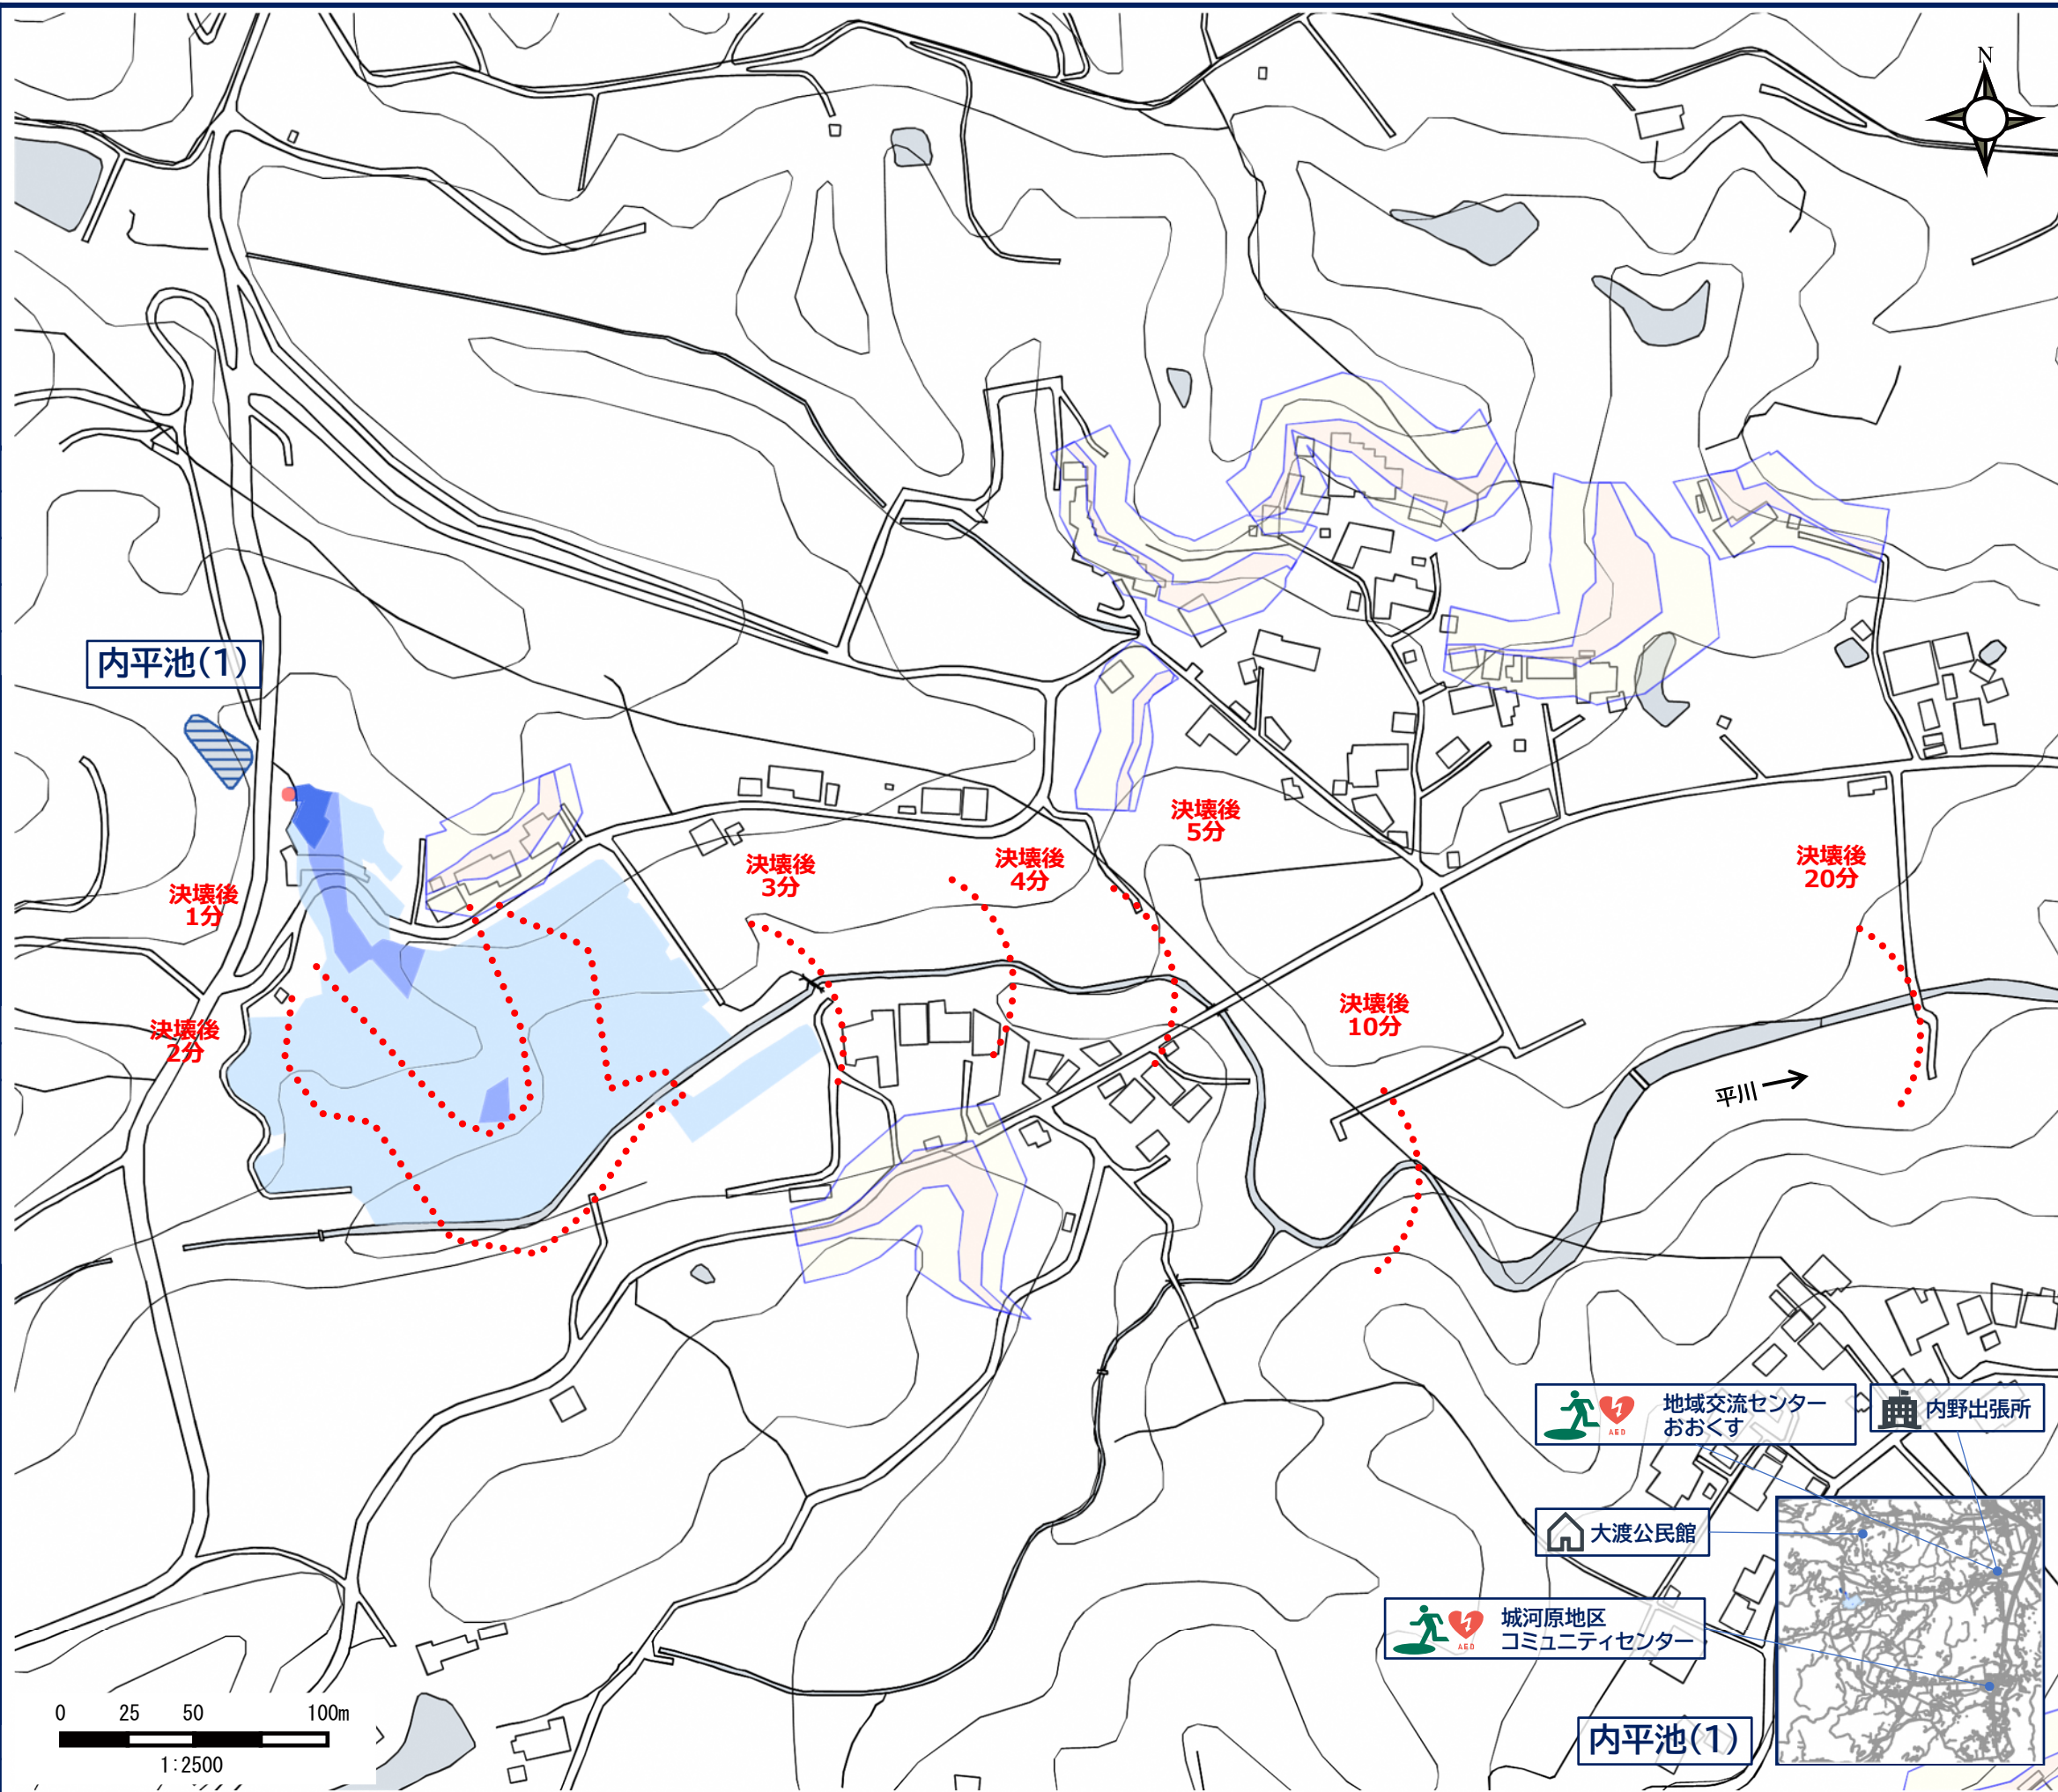 N
内平池(1)
決壊後
5分
決壊後
3分
決壊後
4分
決壊後
20分
決壊後
1分
決壊後
2分
決壊後
10分
平川
地域交流センター
おおくす
AED
内野出張所
大渡公民館
城河原地区
コミュニティセンター
AED
0 25 50 100m
1:2500
内平池(1)